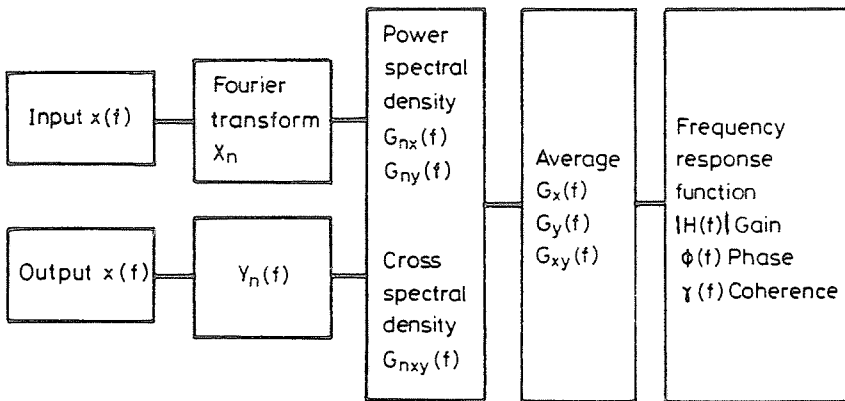 Input x(f)
Fourier
transform
Xn
Output x(f)
Yn(f)
Power
spectral
density
Gnx(f)
Gny(f)
Cross
spectral
density
Gnxy(f)
Average
Gx(f)
Gy(f)
Gxy(f)
Frequency
response
function
|H(f)| Gain
ϕ(f) Phase
γ(f) Coherence